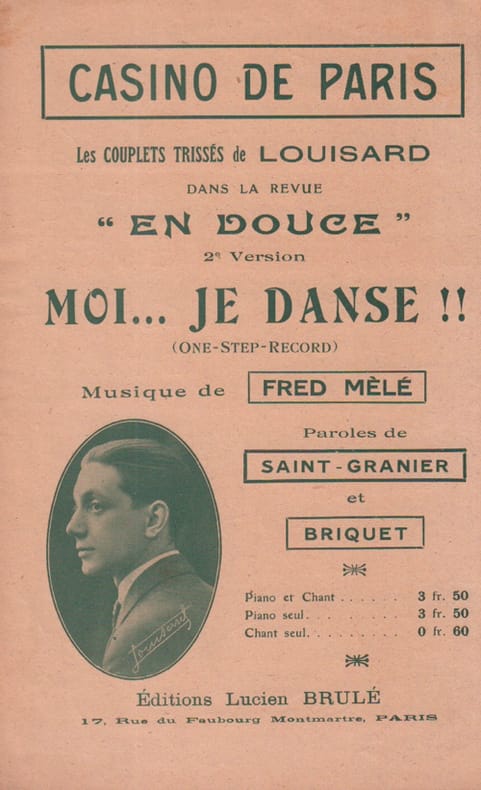 CASINO DE PARIS
Les COUPLETS TRISSÉS de LOUISARD
DANS LA REVUE
“ EN DOUCE ”
2e Version
MOI... JE DANSE !!
(ONE-STEP-RECORD)
Musique de FRED MÈLÉ
Paroles de
SAINT-GRANIER
et
BRIQUET
Piano et Chant . . . . . . 3 fr. 50
Piano seul. . . . . . . . . 3 fr. 50
Chant seul. . . . . . . . . 0 fr. 60
Louisard
Éditions Lucien BRULÉ
17, Rue du Faubourg Montmartre, PARIS